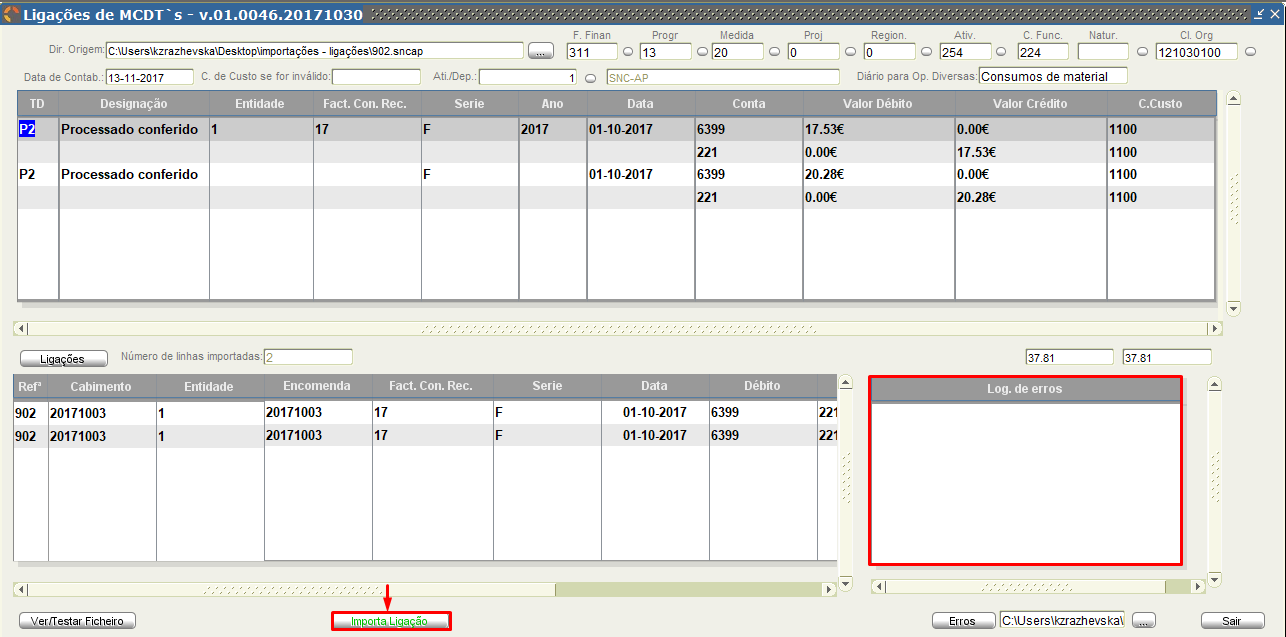 Ligações de MCDT`s - v.01.0046.20171030
F. Finan Progr Medida Proj Region. Ativ. C. Func. Natur. Cl. Org
Dir. Origem: C:\Users\kzrazhevska\Desktop\importações - ligações\902.sncap ... 311 13 20 0 0 254 224 121030100
Data de Contab.: 13-11-2017 C. de Custo se for inválido: Ati./Dep.: 1 SNC-AP Diário para Op. Diversas: Consumos de material
TD Designação Entidade Fact. Con. Rec. Serie Ano Data Conta Valor Débito Valor Crédito C.Custo
P2 Processado conferido 1 17 F 2017 01-10-2017 6399 17.53€ 0.00€ 1100
221 0.00€ 17.53€ 1100
P2 Processado conferido F 01-10-2017 6399 20.28€ 0.00€ 1100
221 0.00€ 20.28€ 1100
Ligações Número de linhas importadas: 2 37.81 37.81
Refª Cabimento Entidade Encomenda Fact. Con. Rec. Serie Data Débito
902 20171003 1 20171003 17 F 01-10-2017 6399 221
902 20171003 1 20171003 17 F 01-10-2017 6399 221
Log. de erros
Ver/Testar Ficheiro Importa Ligação Erros C:\Users\kzrazhevska\ ... Sair